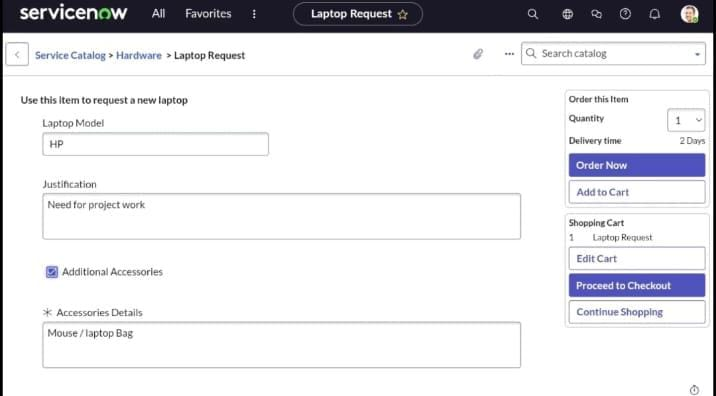 servicenow All Favorites Laptop Request
Service Catalog > Hardware > Laptop Request Search catalog
Use this item to request a new laptop
Laptop Model
HP
Justification
Need for project work
Additional Accessories
* Accessories Details
Mouse / laptop Bag
Order this Item
Quantity 1
Delivery time 2 Days
Order Now
Add to Cart
Shopping Cart
1 Laptop Request
Edit Cart
Proceed to Checkout
Continue Shopping